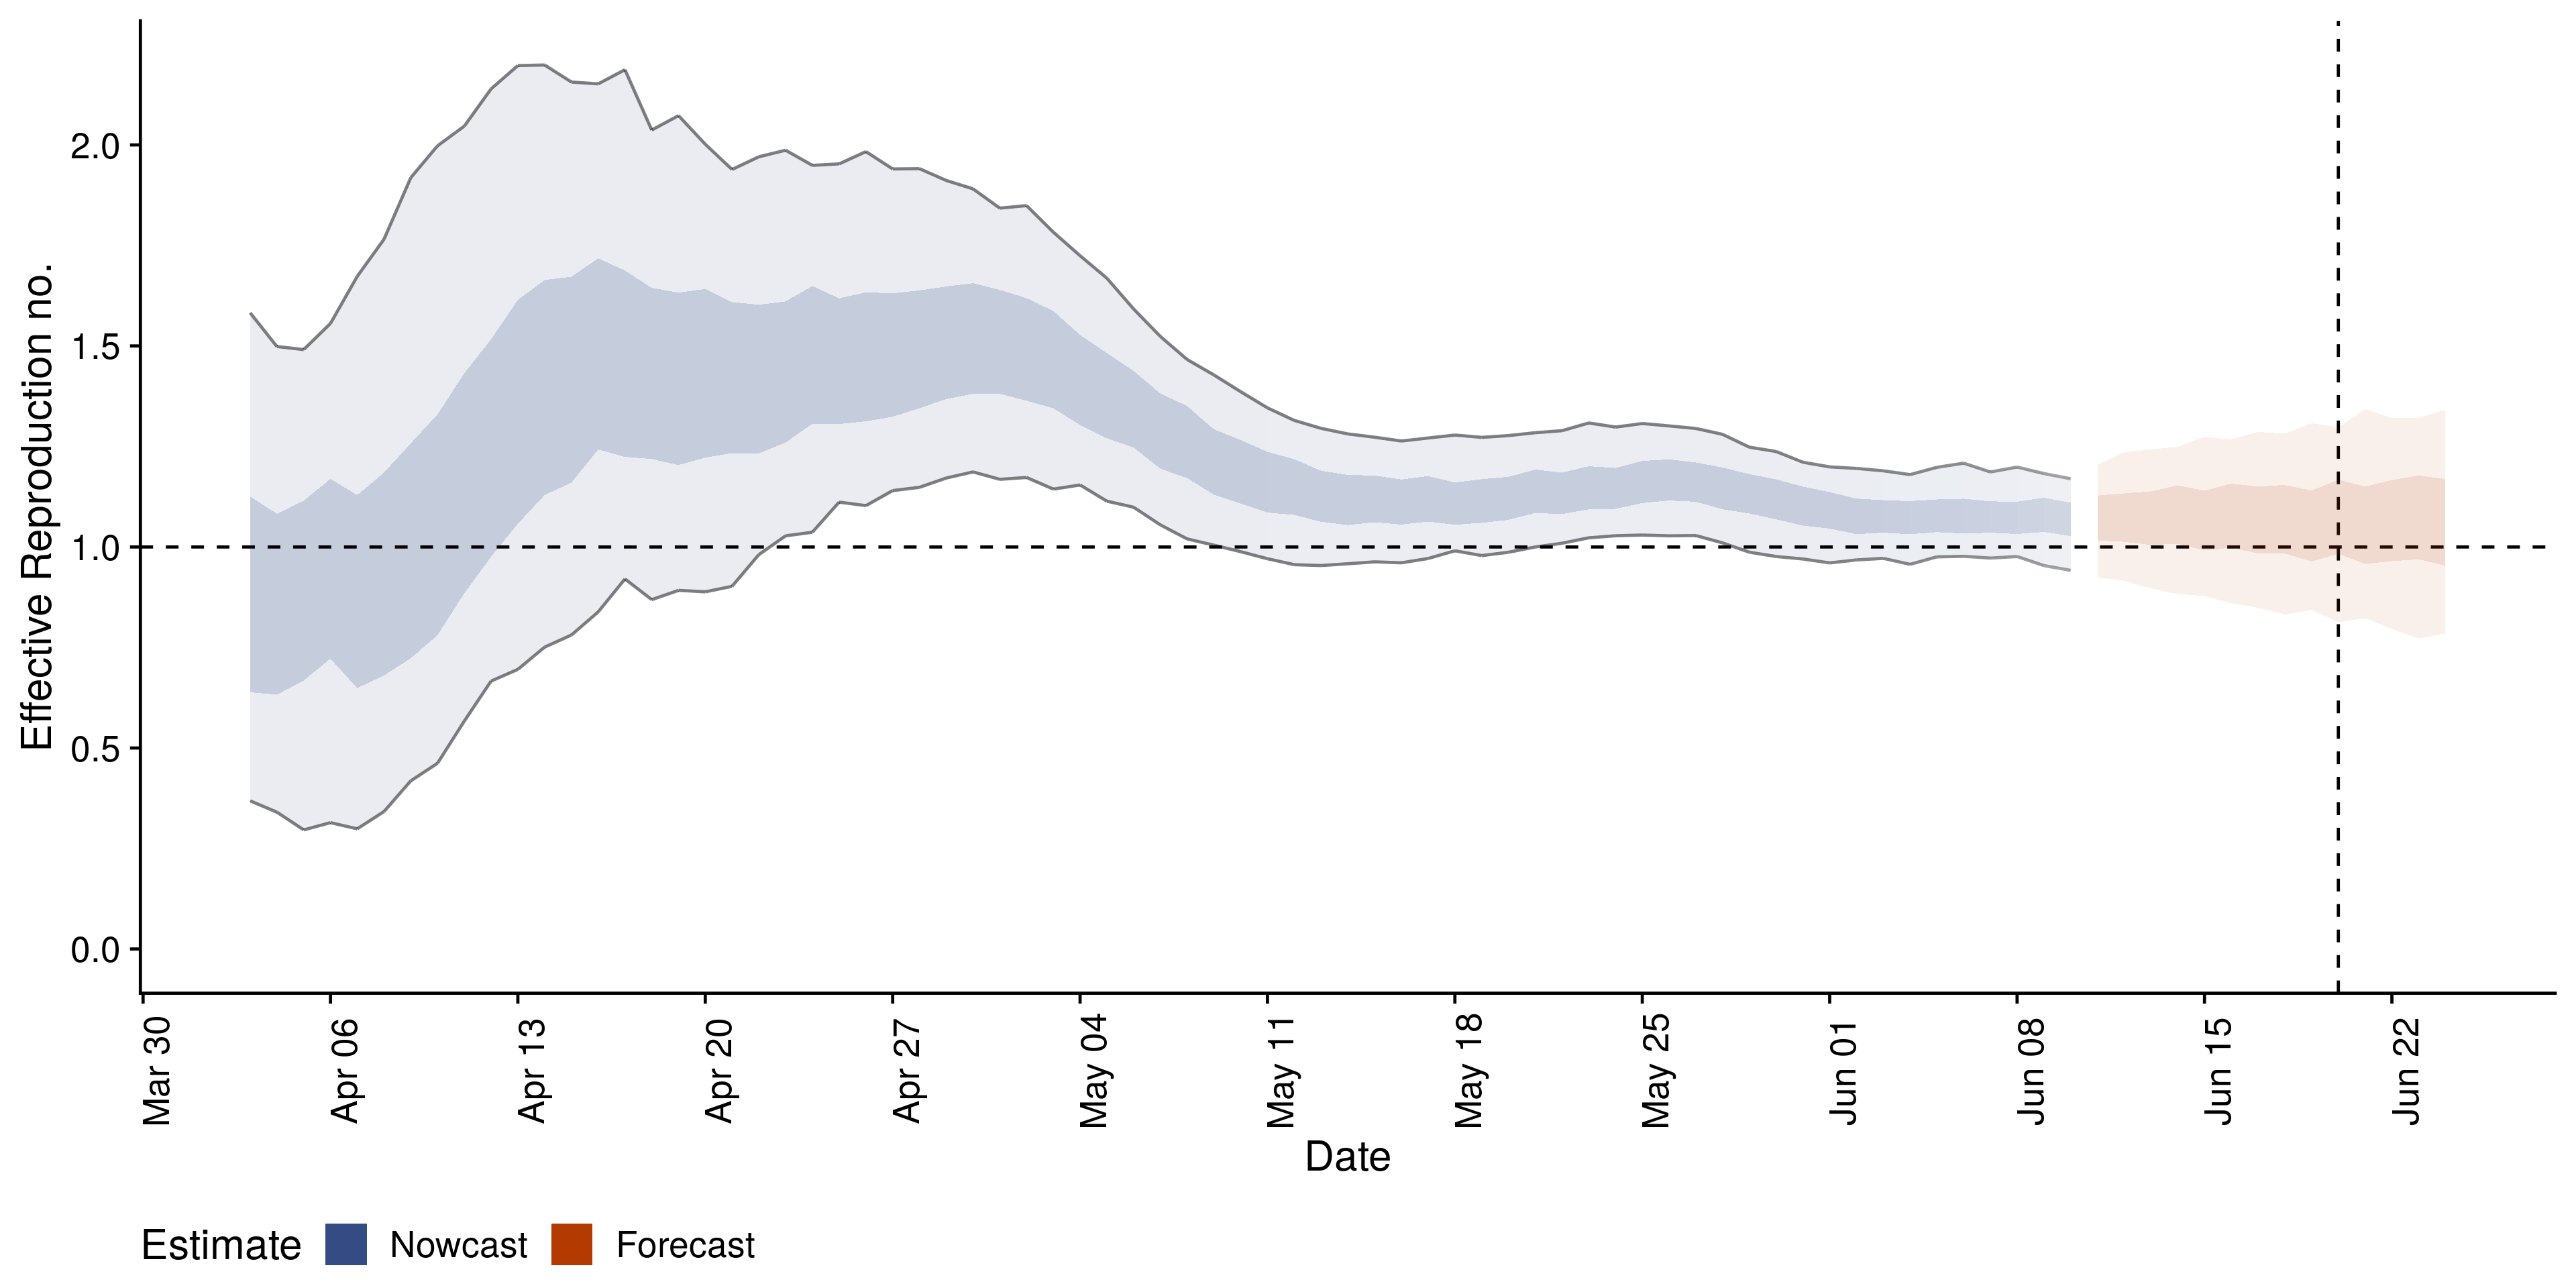 Effective Reproduction no.
2.0
1.5
1.0
0.5
0.0
Mar 30
Apr 06
Apr 13
Apr 20
Apr 27
May 04
May 11
May 18
May 25
Jun 01
Jun 08
Jun 15
Jun 22
Date
Estimate Nowcast Forecast